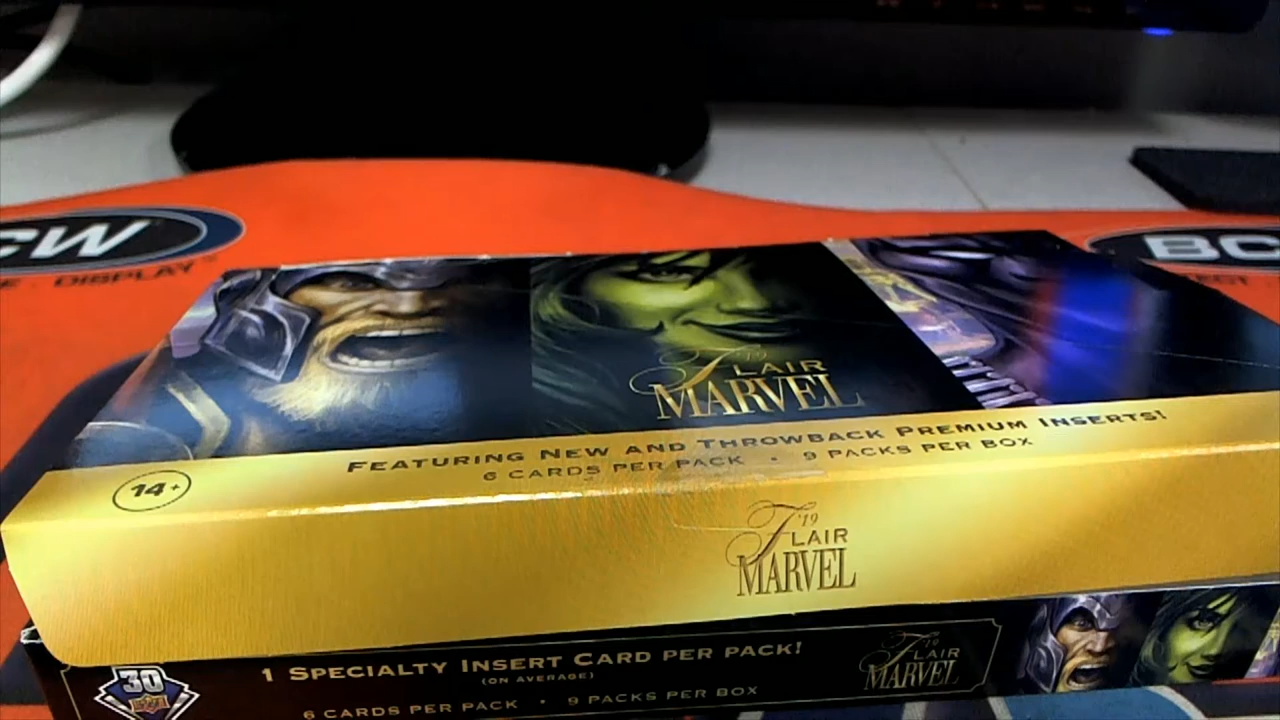 CW
DISPLAY
BC
'19
FLAIR
MARVEL
FEATURING NEW AND THROWBACK PREMIUM INSERTS!
6 CARDS PER PACK • 9 PACKS PER BOX
14+
'19
FLAIR
MARVEL
1 SPECIALTY INSERT CARD PER PACK!
(ON AVERAGE)
6 CARDS PER PACK • 9 PACKS PER BOX
30
'19
FLAIR
MARVEL